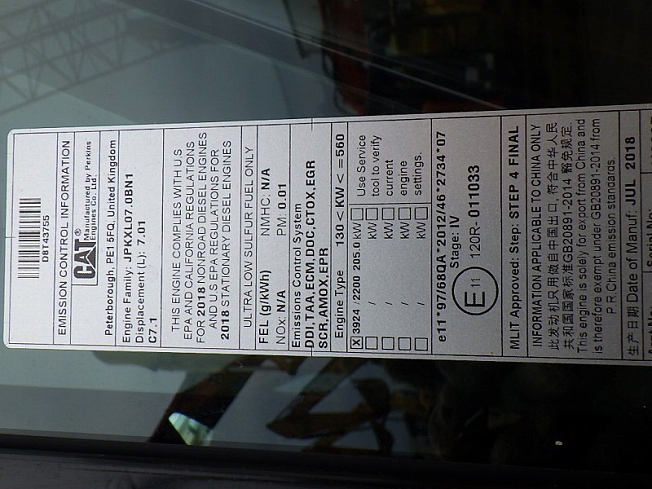 D8T43755
EMISSION CONTROL INFORMATION
CAT Manufactured by Perkins
Engines Co. Ltd.
Peterborough, PE1 5FQ, United Kingdom
Engine Family: JPKXL07.0BN1
Displacement (L): 7.01
C7.1
THIS ENGINE COMPLIES WITH U S
EPA AND CALIFORNIA REGULATIONS
FOR 2018 NONROAD DIESEL ENGINES
AND U S EPA REGULATIONS FOR
2018 STATIONARY DIESEL ENGINES
ULTRA LOW SULFUR FUEL ONLY
FEL (g/kWh) NMHC: N/A
NOx: N/A PM: 0.01
Emissions Control System
DDI,TAA,ECM,DOC,CTOX,EGR
SCR,AMOX,EPR
Engine Type 130 < KW < =560
X 3924 / 2200 205.0 kW Use Service
/ kW tool to verify
/ kW current
/ kW engine
/ kW settings.
e11*97/68QA*2012/46*2734*07
Stage: IV
E 11 120R- 011033
MLIT Approved: Step: STEP 4 FINAL
INFORMATION APPLICABLE TO CHINA ONLY
此发动机只用做自中国出口, 符合中华人民
共和国国家标准GB20891-2014 豁免规定.
This engine is solely for export from China and
is therefore exempt under GB20891-2014 from
P.R.China emission standards.
生产日期 Date of Manuf: JUL 2018